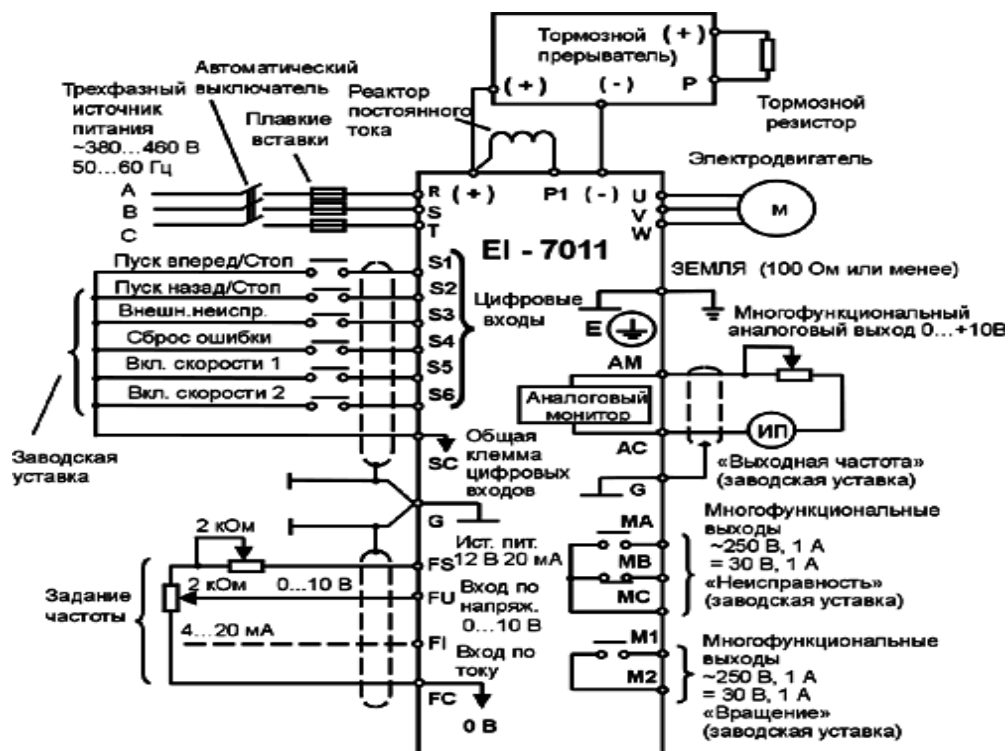 Тормозной
прерыватель)
(+)
(+)
(-)
P
Тормозной
резистор
Автоматический
выключатель
Трехфазный
источник
питания
~380...460 В
50...60 Гц
Плавкие
вставки
Реактор
постоянного
тока
Электродвигатель
A
B
C
R
S
T
(+)
P1
(-)
U
V
W
М
EI - 7011
Пуск вперед/Стоп
Пуск назад/Стоп
Внешн.неиспр.
Сброс ошибки
Вкл. скорости 1
Вкл. скорости 2
S1
S2
S3
S4
S5
S6
Цифровые
входы
ЗЕМЛЯ (100 Ом или менее)
E
Многофункциональный
аналоговый выход 0...+10В
AM
Аналоговый
монитор
ИП
AC
Заводская
уставка
SC
Общая
клемма
цифровых
входов
«Выходная частота»
(заводская уставка)
G
G
2 кОм
Ист. пит.
12 В 20 мА
FS
2 кОм
0...10 В
FU
Вход по
напряж.
0...10 В
Задание
частоты
4...20 мА
FI
Вход по
току
FC
0 В
MA
MB
MC
Многофункциональные
выходы
~250 В, 1 А
= 30 В, 1 А
«Неисправность»
(заводская уставка)
M1
M2
Многофункциональные
выходы
~250 В, 1 А
= 30 В, 1 А
«Вращение»
(заводская уставка)